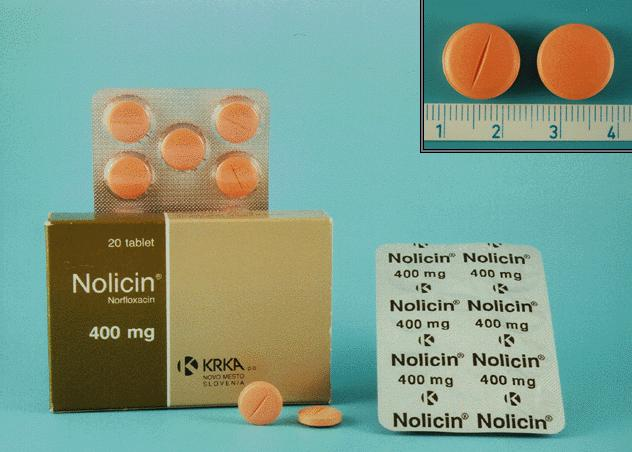 1 2 3 4
20 tablet
Nolicin®
Norfloxacin
400 mg
KRKA p.o.
NOVO MESTO
SLOVENIA
Nolicin® Nolicin®
400 mg 400 mg
Nolicin® Nolicin®
400 mg 400 mg
Nolicin® Nolicin®
400 mg 400 mg
Nolicin® Nolicin®